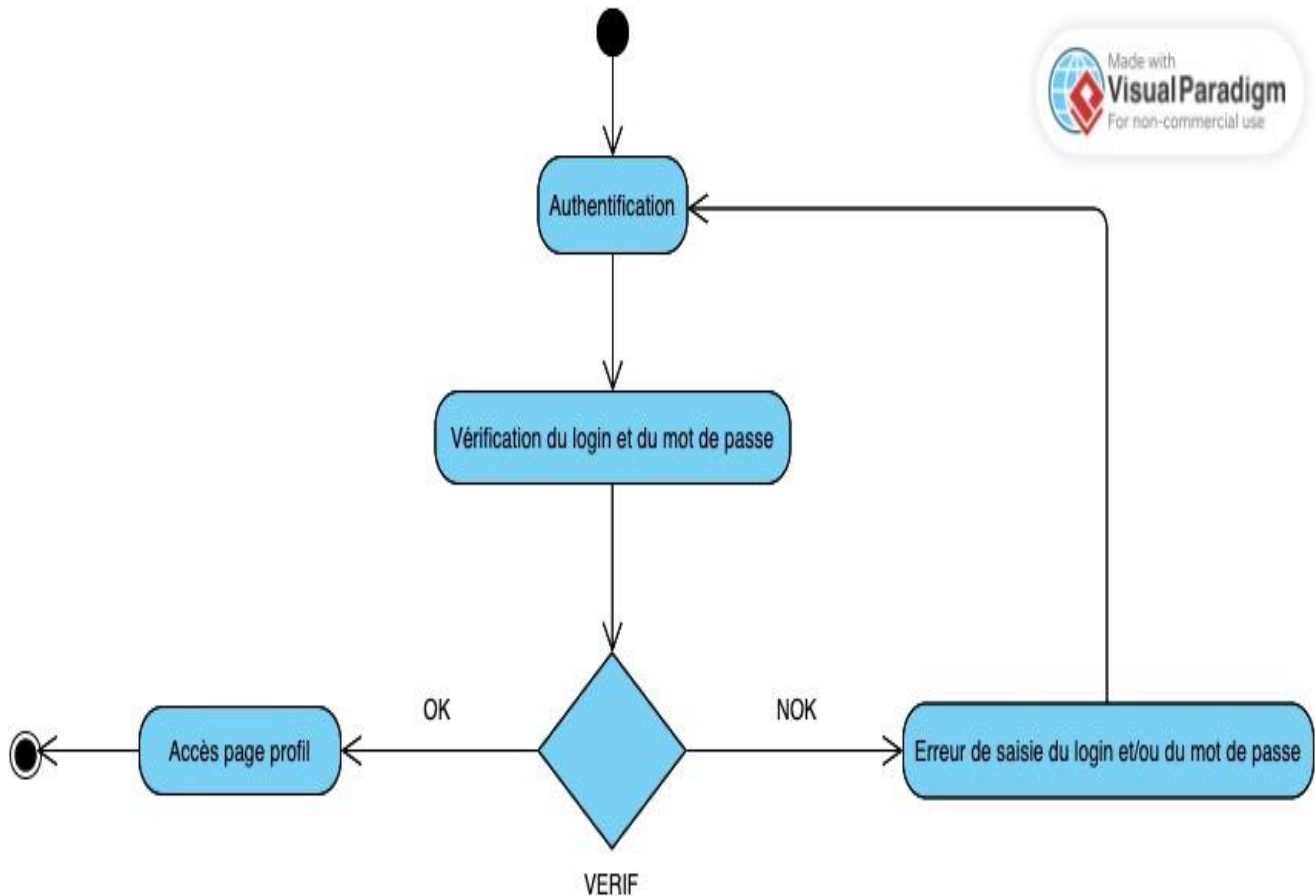 Made with
Visual Paradigm
For non-commercial use
Authentification
Vérification du login et du mot de passe
OK
NOK
Accès page profil
Erreur de saisie du login et/ou du mot de passe
VERIF